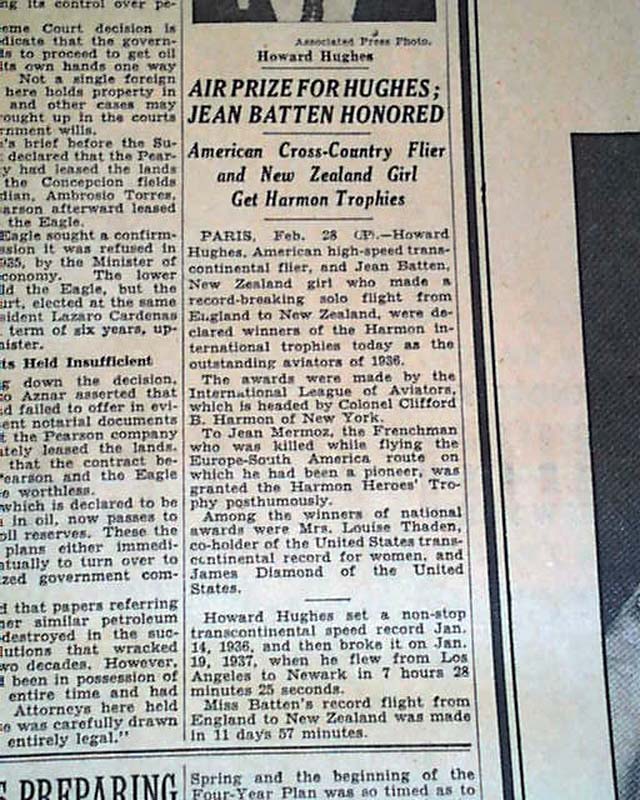 ng its control over pe-
eme Court decision is
dicate that the govern-
ds to proceed to get oil
its own hands one way
Not a single foreign
here holds property in
and other cases may
rought up in the courts
rnment wills.
's brief before the Su-
declared that the Pear-
y had leased the lands
the Concepcion fields
dian, Ambrosio Torres,
earson afterward leased
the Eagle.
Eagle sought a confirm-
ssion it was refused in
935, by the Minister of
conomy. The lower
ld the Eagle, but the
urt, elected at the same
sident Lazaro Cardenas
term of six years, up-
nister.
ts Held Insufficient
g down the decision,
co Aznar asserted that
d failed to offer in evi-
ent notarial documents
t the Pearson company
ately leased the lands.
that the contract be-
Pearson and the Eagle
e worthless.
which is declared to be
in oil, now passes to
oil reserves. These the
plans either immedi-
ntually to turn over to
zed government com-
d that papers referring
her similar petroleum
destroyed in the suc-
lutions that wracked
wo decades. However,
d been in possession of
entire time and had
Attorneys here held
e was carefully drawn
entirely legal."
PREPARING
Associated Press Photo.
Howard Hughes
AIR PRIZE FOR HUGHES;
JEAN BATTEN HONORED
American Cross-Country Flier
and New Zealand Girl
Get Harmon Trophies
PARIS, Feb. 28 (P).—Howard
Hughes, American high-speed trans-
continental flier, and Jean Batten,
New Zealand girl who made a
record-breaking solo flight from
England to New Zealand, were de-
clared winners of the Harmon in-
ternational trophies today as the
outstanding aviators of 1936.
The awards were made by the
International League of Aviators,
which is headed by Colonel Clifford
B. Harmon of New York.
To Jean Mermoz, the Frenchman
who was killed while flying the
Europe-South America route on
which he had been a pioneer, was
granted the Harmon Heroes' Tro-
phy posthumously.
Among the winners of national
awards were Mrs. Louise Thaden,
co-holder of the United States trans-
continental record for women, and
James Diamond of the United
States.
Howard Hughes set a non-stop
transcontinental speed record Jan.
14, 1936, and then broke it on Jan.
19, 1937, when he flew from Los
Angeles to Newark in 7 hours 28
minutes 25 seconds.
Miss Batten's record flight from
England to New Zealand was made
in 11 days 57 minutes.
Spring and the beginning of the
Four-Year Plan was so timed as to